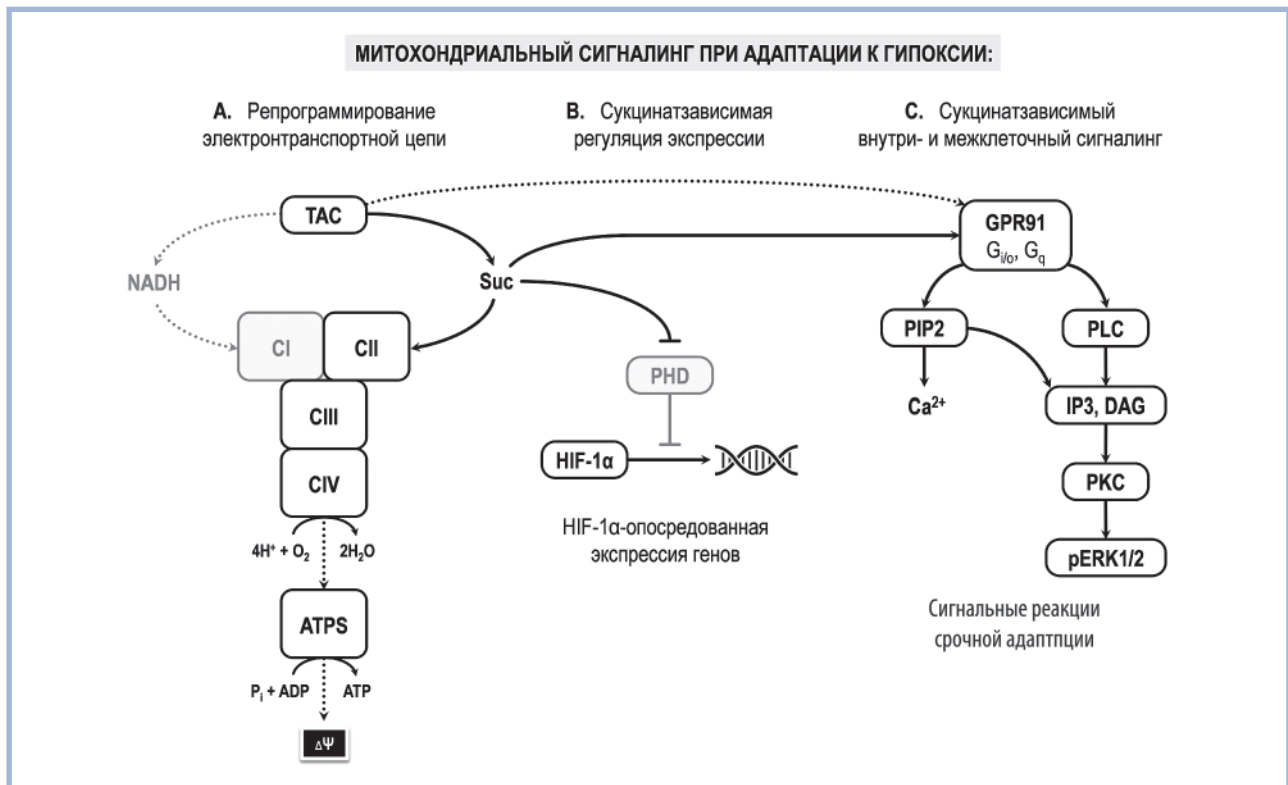 МИТОХОНДРИАЛЬНЫЙ СИГНАЛИНГ ПРИ АДАПТАЦИИ К ГИПОКСИИ:
A. Репрограммирование
электронтранспортной цепи
B. Сукцинатзависимая
регуляция экспрессии
C. Сукцинатзависимый
внутри- и межклеточный сигналинг
TAC
NADH
Suc
CI
CII
CIII
CIV
4H⁺ + O₂
2H₂O
ATPS
Pᵢ + ADP
ATP
ΔΨ
PHD
HIF-1α
HIF-1α-опосредованная
экспрессия генов
GPR91
Gi/o, Gq
PIP2
PLC
Ca²⁺
IP3, DAG
PKC
pERK1/2
Сигнальные реакции
срочной адаптпции